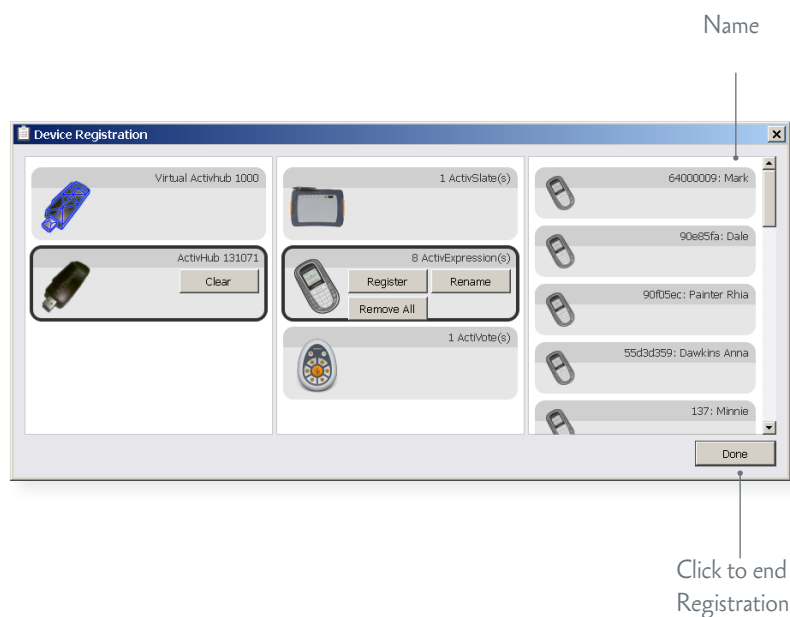 Name
Device Registration
Virtual Activhub 1000
ActivHub 131071
Clear
1 ActivSlate(s)
8 ActivExpression(s)
Register
Rename
Remove All
1 ActiVote(s)
64000009: Mark
90e85fa: Dale
90f05ec: Painter Rhia
55d3d359: Dawkins Anna
137: Minnie
Done
Click to end
Registration